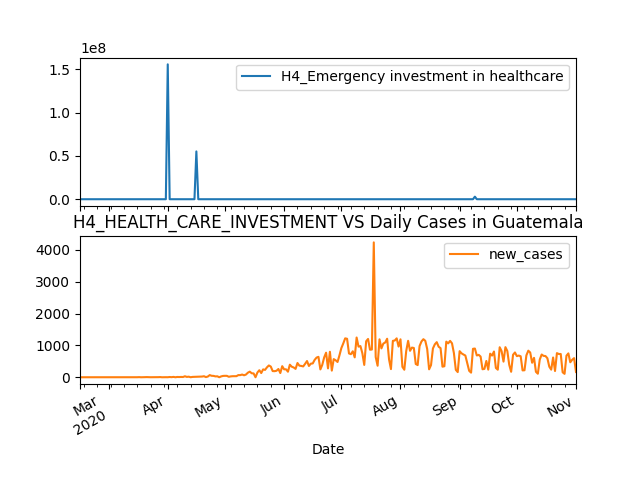 1e8
1.5
1.0
0.5
0.0
H4_Emergency investment in healthcare
H4_HEALTH_CARE_INVESTMENT VS Daily Cases in Guatemala
4000
3000
2000
1000
0
new_cases
Mar
2020
Apr
May
Jun
Jul
Aug
Sep
Oct
Nov
Date